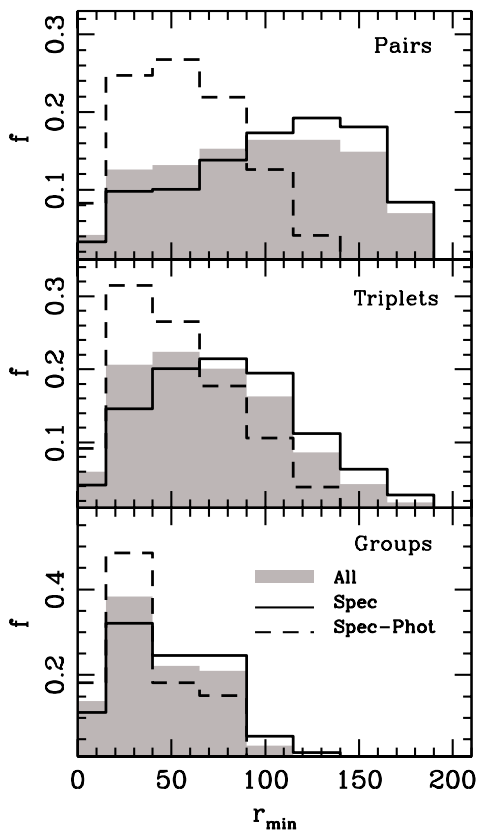 Pairs
0.3
0.2
0.1
f
Triplets
0.3
0.2
0.1
f
Groups
All
Spec
Spec-Phot
0.4
0.2
f
0 50 100 150 200
r_min